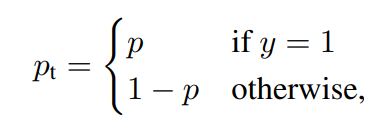 p_t = { p if y = 1
1 − p otherwise,